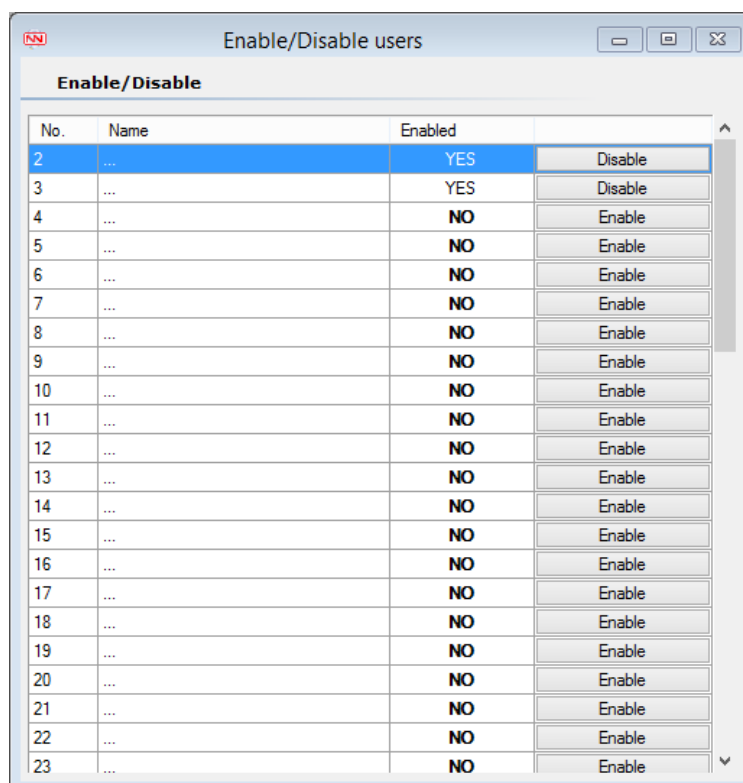 Enable/Disable users
Enable/Disable
No. Name Enabled
2 ... YES Disable
3 ... YES Disable
4 ... NO Enable
5 ... NO Enable
6 ... NO Enable
7 ... NO Enable
8 ... NO Enable
9 ... NO Enable
10 ... NO Enable
11 ... NO Enable
12 ... NO Enable
13 ... NO Enable
14 ... NO Enable
15 ... NO Enable
16 ... NO Enable
17 ... NO Enable
18 ... NO Enable
19 ... NO Enable
20 ... NO Enable
21 ... NO Enable
22 ... NO Enable
23 ... NO Enable